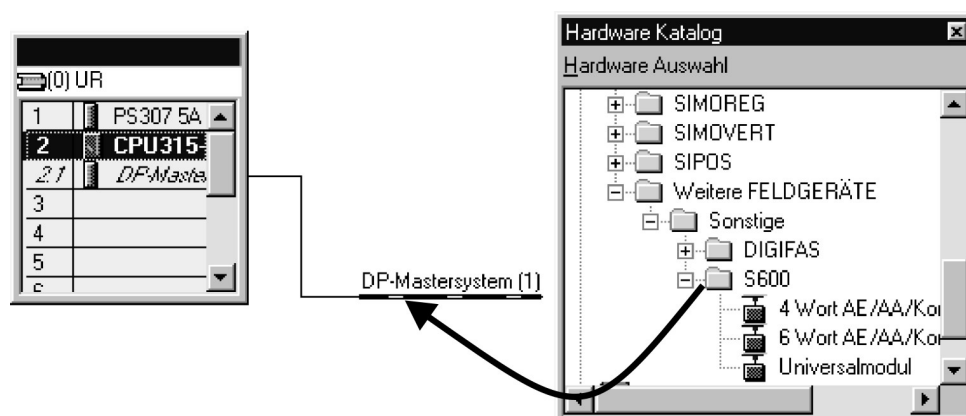 (0) UR
1 PS307 5A
2 CPU315-
2.1 DP-Maste
3
4
5
DP-Mastersystem (1)
Hardware Katalog
Hardware Auswahl
SIMOREG
SIMOVERT
SIPOS
Weitere FELDGERÄTE
Sonstige
DIGIFAS
S600
4 Wort AE/AA/Kor
6 Wort AE/AA/Kor
Universalmodul